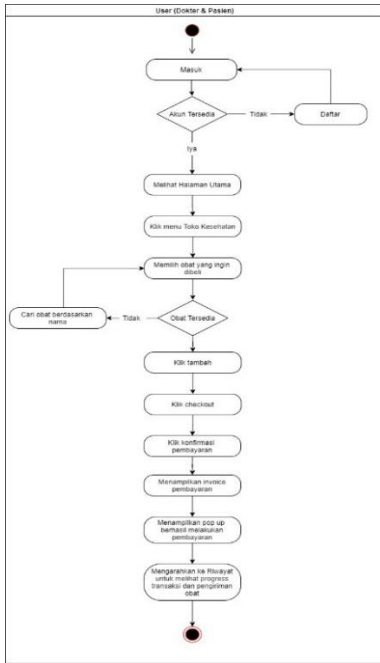 User (Dokter & Pasien)
Masuk
Akun Tersedia
Tidak
Daftar
Iya
Melihat Halaman Utama
Klik menu Toko Kesehatan
Memilih obat yang ingin
dibeli
Cari obat berdasarkan
nama
Tidak
Obat Tersedia
Klik tambah
Klik checkout
Klik konfirmasi
pembayaran
Menampilkan invoice
pembayaran
Menampilkan pop up
berhasil melakukan
pembayaran
Mengarahkan ke Riwayat
untuk melihat progress
transaksi dan pengiriman
obat